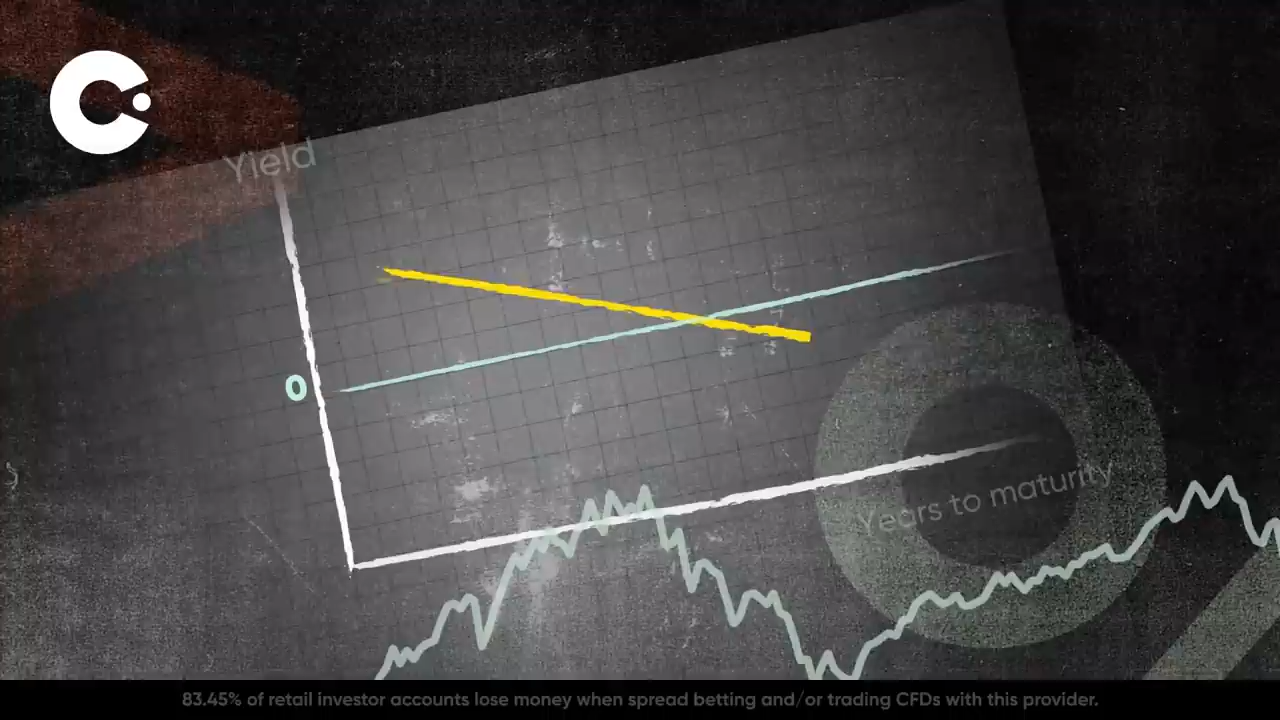 Yield
0
Years to maturity
83.45% of retail investor accounts lose money when spread betting and/or trading CFDs with this provider.